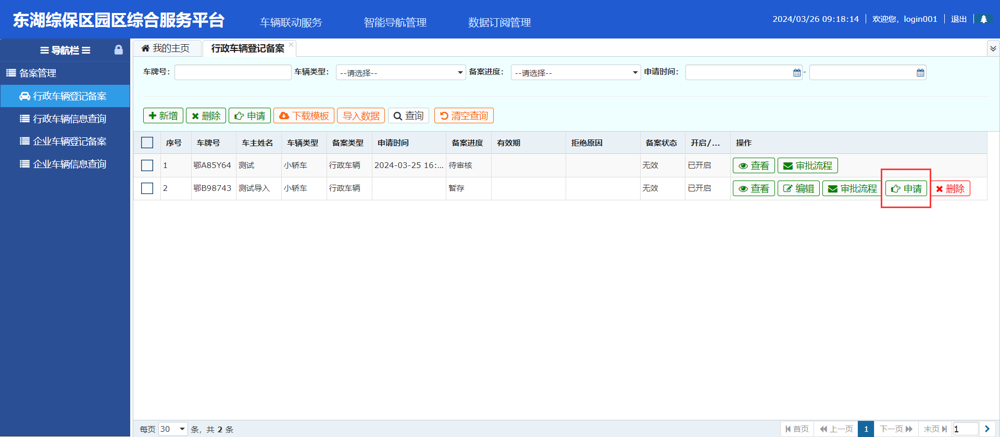 东湖综保区园区综合服务平台 车辆联动服务 智能导航管理 数据订阅管理 2024/03/26 09:18:14 欢迎您，login001 退出
导航栏
备案管理
行政车辆登记备案
行政车辆信息查询
企业车辆登记备案
企业车辆信息查询
我的主页 行政车辆登记备案
车牌号： 车辆类型： --请选择-- 备案进度： --请选择-- 申请时间： -
新增 删除 申请 下载模板 导入数据 查询 清空查询
序号 车牌号 车主姓名 车辆类型 备案类型 申请时间 备案进度 有效期 拒绝原因 备案状态 开启/... 操作
1 鄂A85Y64 测试 小轿车 行政车辆 2024-03-25 16:... 待审核 无效 已开启 查看 审批流程
2 鄂B98743 测试导入 小轿车 行政车辆 暂存 无效 已开启 查看 编辑 审批流程 申请 删除
每页 30 条，共 2 条 首页 上一页 1 下一页 末页 1